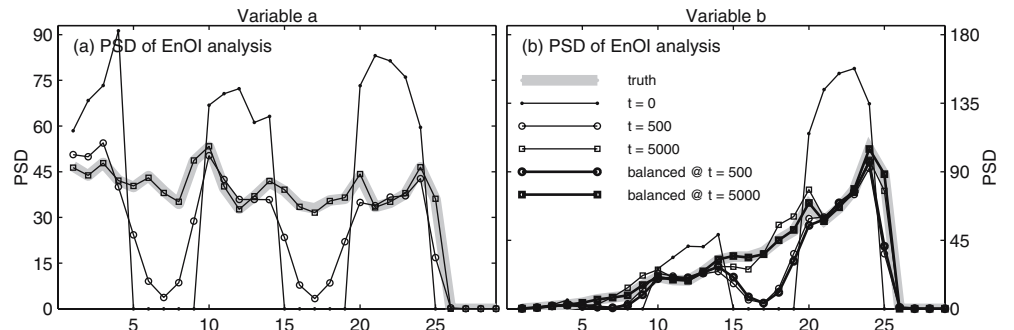 Variable a
Variable b
90
75
60
45
30
15
0
PSD
(a) PSD of EnOI analysis
5
10
15
20
25
(b) PSD of EnOI analysis
truth
t = 0
t = 500
t = 5000
balanced @ t = 500
balanced @ t = 5000
180
135
90
45
0
PSD
5
10
15
20
25